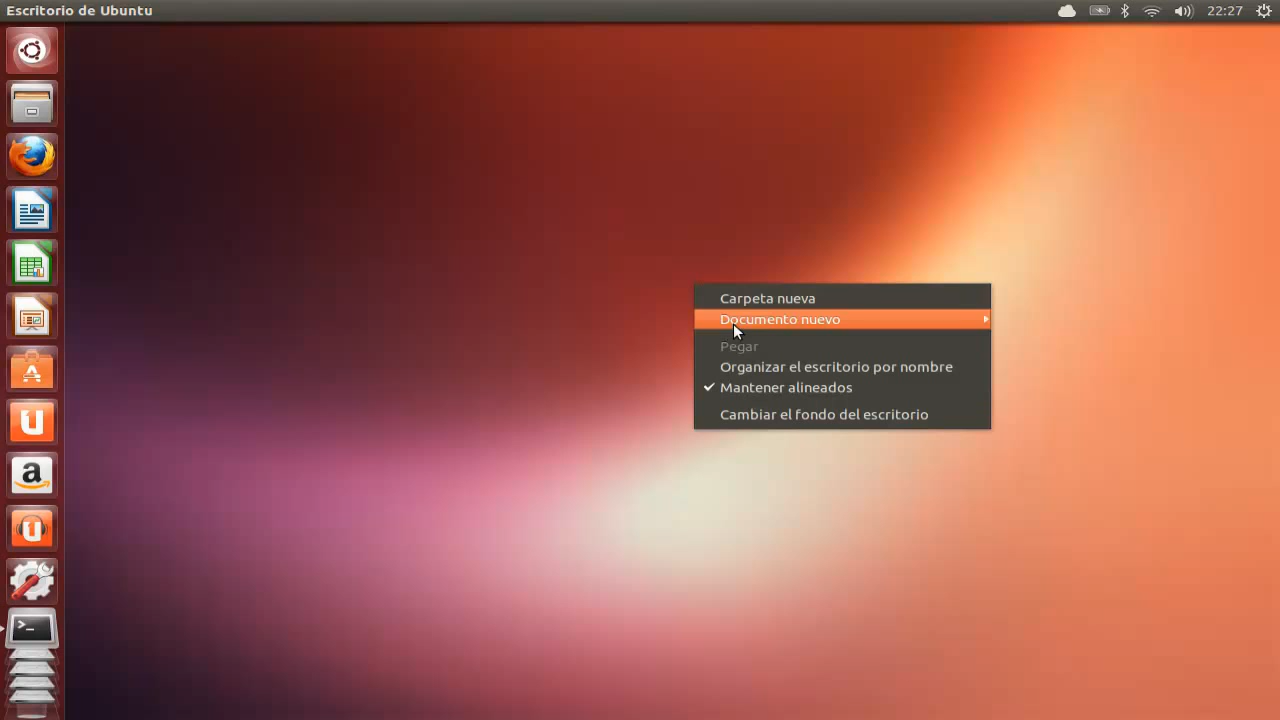 Escritorio de Ubuntu
22:27
Carpeta nueva
Documento nuevo
Pegar
Organizar el escritorio por nombre
Mantener alineados
Cambiar el fondo del escritorio